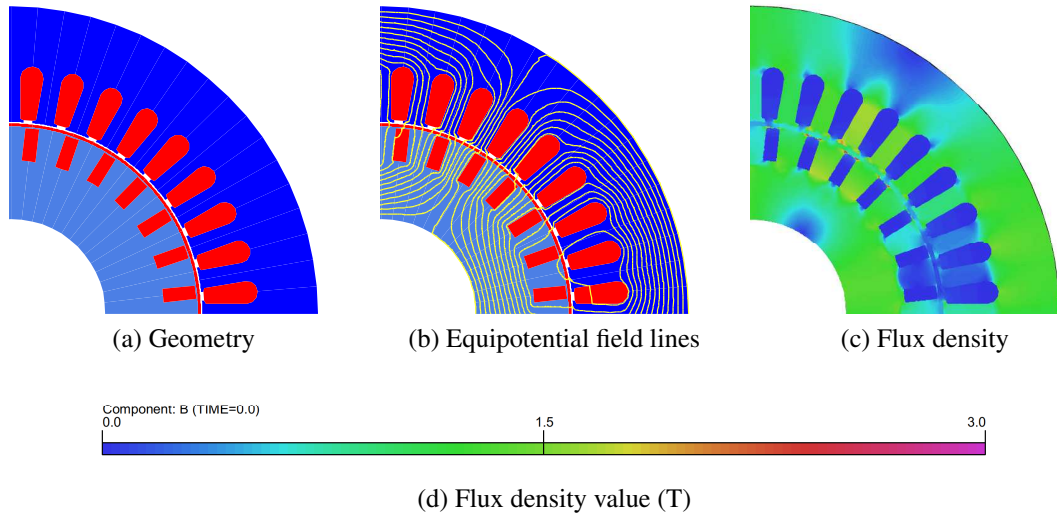 (a) Geometry
(b) Equipotential field lines
(c) Flux density
Component: B (TIME=0.0)
0.0 1.5 3.0
(d) Flux density value (T)